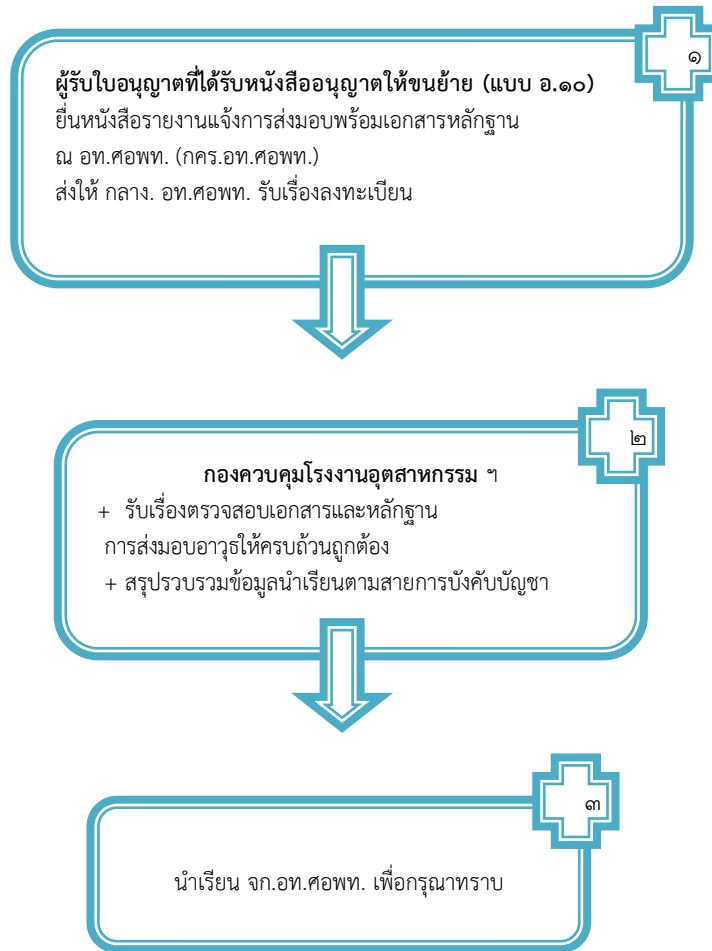 ๑
ผู้รับใบอนุญาตที่ได้รับหนังสืออนุญาตให้ขนย้าย (แบบ อ.๑๐)
ยื่นหนังสือรายงานแจ้งการส่งมอบพร้อมเอกสารหลักฐาน
ณ อท.ศอพท. (กคร.อท.ศอพท.)
ส่งให้ กลาง. อท.ศอพท. รับเรื่องลงทะเบียน
๒
กองควบคุมโรงงานอุตสาหกรรม ฯ
+ รับเรื่องตรวจสอบเอกสารและหลักฐาน
การส่งมอบอาวุธให้ครบถ้วนถูกต้อง
+ สรุปรวบรวมข้อมูลนำเรียนตามสายการบังคับบัญชา
๓
นำเรียน จก.อท.ศอพท. เพื่อกรุณาทราบ